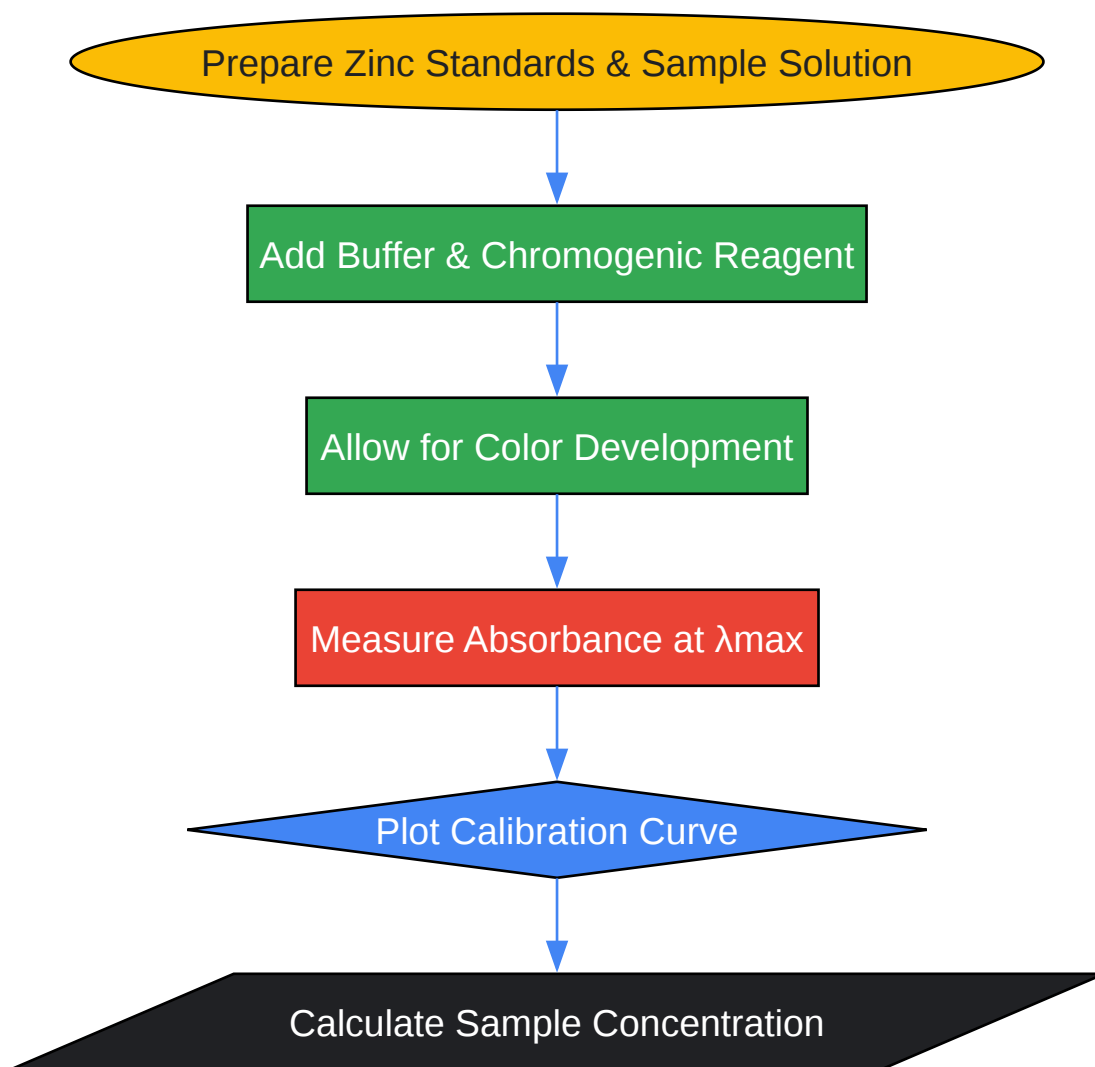 Prepare Zinc Standards & Sample Solution
Add Buffer & Chromogenic Reagent
Allow for Color Development
Measure Absorbance at λmax
Plot Calibration Curve
Calculate Sample Concentration